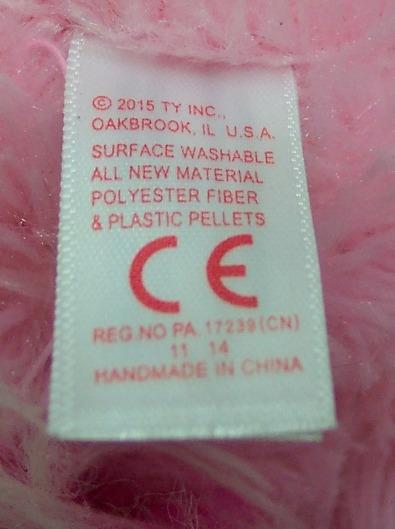 © 2015 TY INC.,
OAKBROOK, IL U.S.A.
SURFACE WASHABLE
ALL NEW MATERIAL
POLYESTER FIBER
& PLASTIC PELLETS
CE
REG.NO PA. 17239(CN)
11 14
HANDMADE IN CHINA